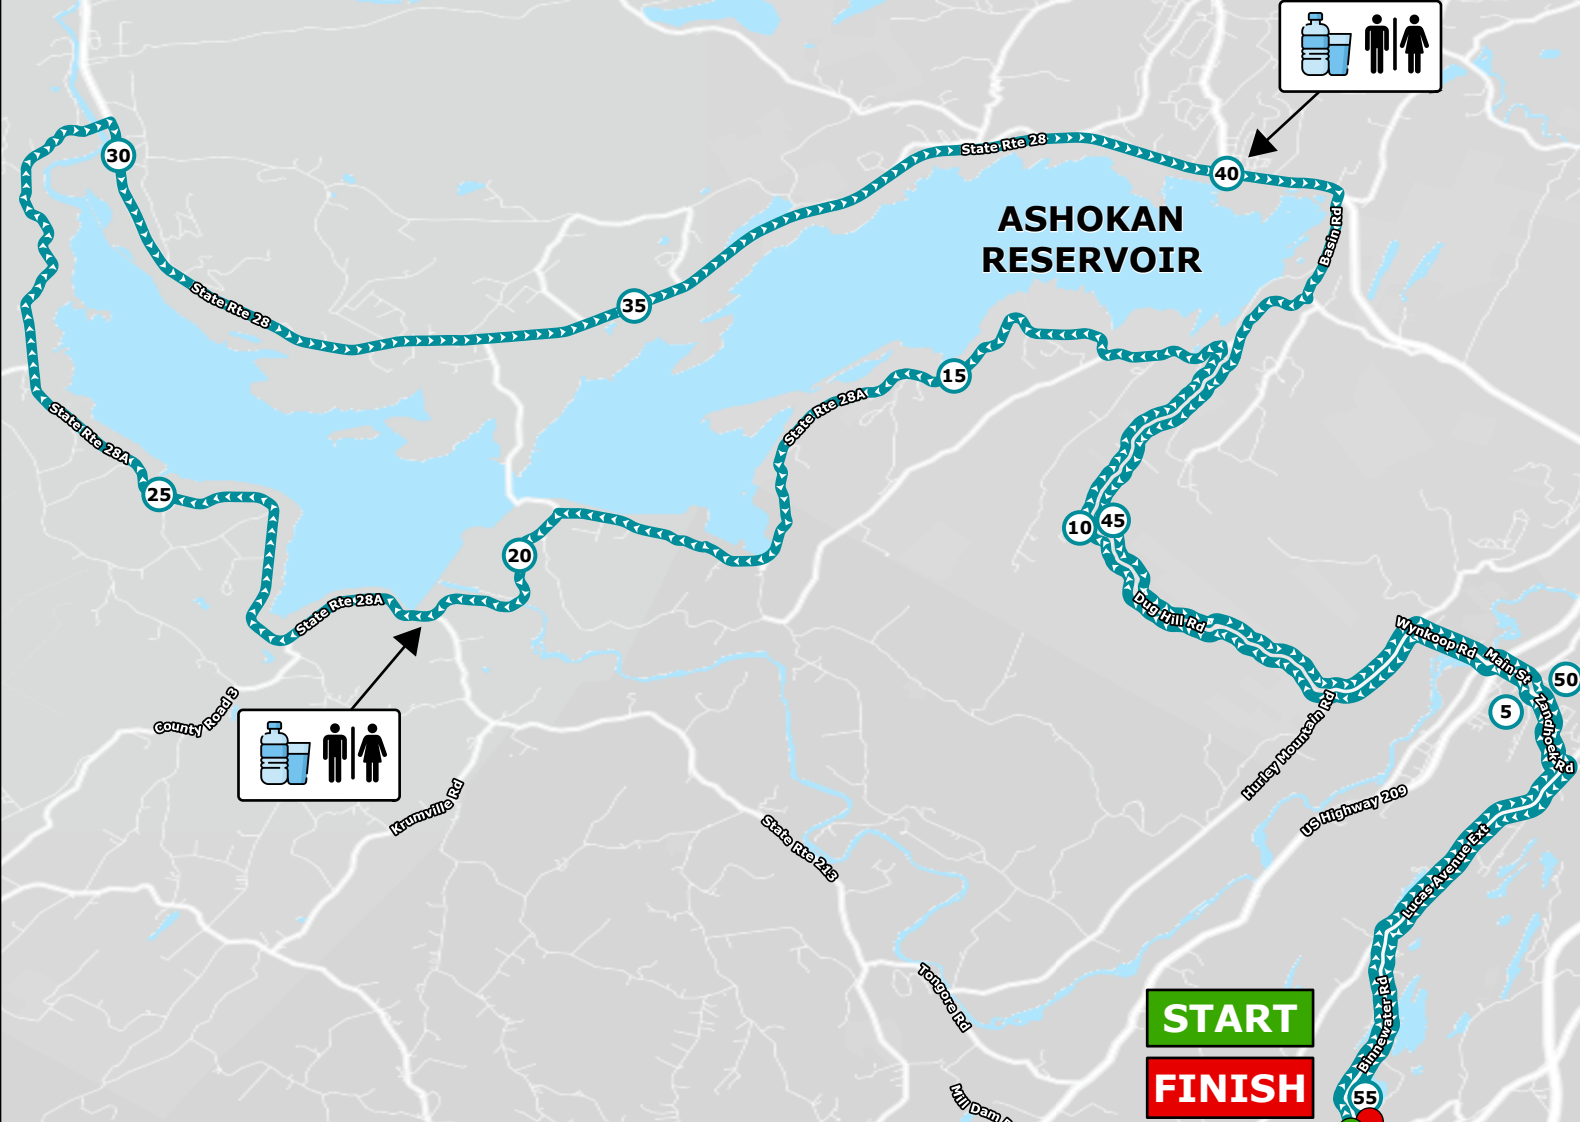 30
State Rte 28
40
ASHOKAN
RESERVOIR
Basin Rd
State Rte 28
35
15
State Rte 28A
State Rte 28A
25
10
45
20
State Rte 28A
Dug Hill Rd
Wynkoop Rd
Main St
50
5
Zandhoek Rd
County Road 3
Hurley Mountain Rd
US Highway 209
Krumville Rd
State Rte 213
Lucas Avenue Ext
Tongore Rd
START
Binnewater Rd
FINISH
55
Mill Dam